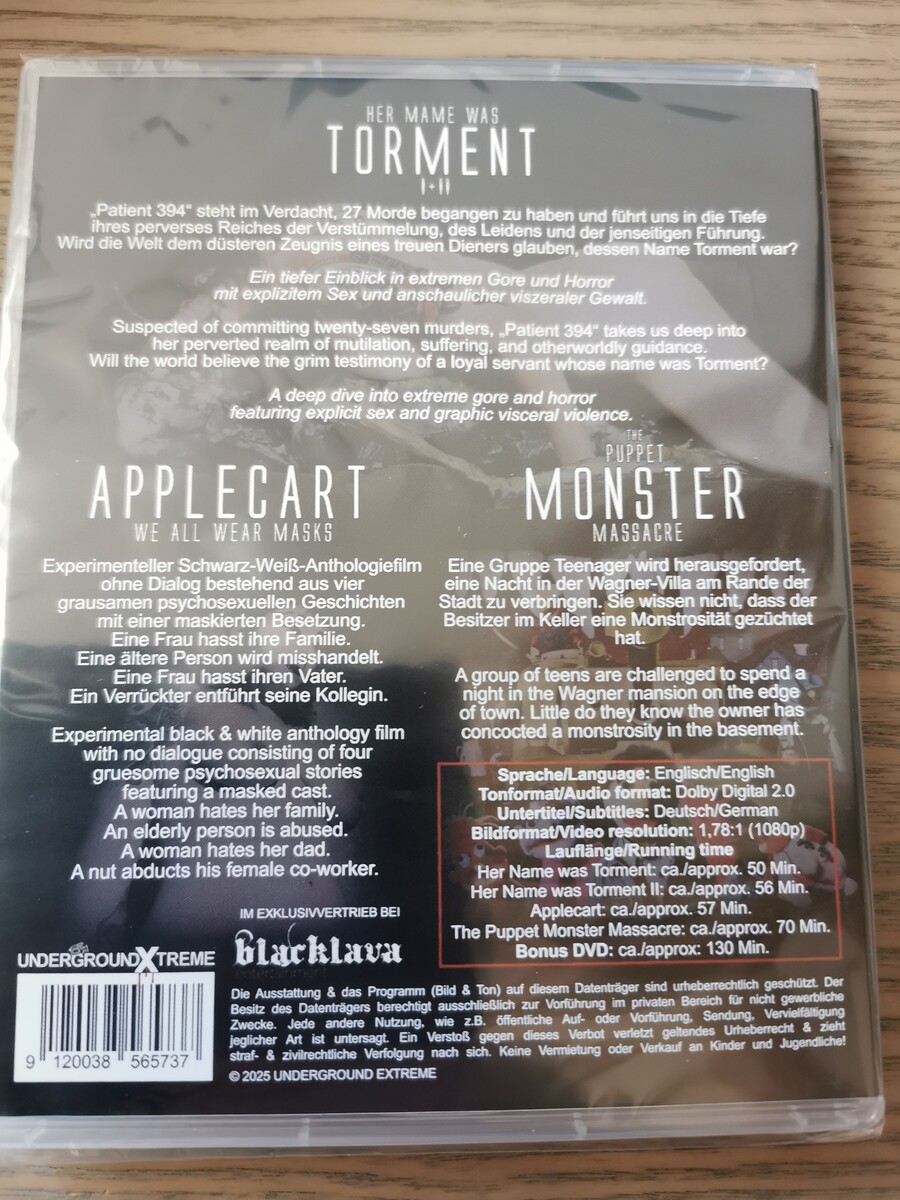 HER MAME WAS
TORMENT
I+II
„Patient 394“ steht im Verdacht, 27 Morde begangen zu haben und führt uns in die Tiefe
ihres perverses Reiches der Verstümmelung, des Leidens und der jenseitigen Führung.
Wird die Welt dem düsteren Zeugnis eines treuen Dieners glauben, dessen Name Torment war?
Ein tiefer Einblick in extremen Gore und Horror
mit explizitem Sex und anschaulicher viszeraler Gewalt.
Suspected of committing twenty-seven murders, „Patient 394“ takes us deep into
her perverted realm of mutilation, suffering, and otherworldly guidance.
Will the world believe the grim testimony of a loyal servant whose name was Torment?
A deep dive into extreme gore and horror
featuring explicit sex and graphic visceral violence.
APPLECART
WE ALL WEAR MASKS
Experimenteller Schwarz-Weiß-Anthologiefilm
ohne Dialog bestehend aus vier
grausamen psychosexuellen Geschichten
mit einer maskierten Besetzung.
Eine Frau hasst ihre Familie.
Eine ältere Person wird misshandelt.
Eine Frau hasst ihren Vater.
Ein Verrückter entführt seine Kollegin.
Experimental black & white anthology film
with no dialogue consisting of four
gruesome psychosexual stories
featuring a masked cast.
A woman hates her family.
An elderly person is abused.
A woman hates her dad.
A nut abducts his female co-worker.
THE
PUPPET
MONSTER
MASSACRE
Eine Gruppe Teenager wird herausgefordert,
eine Nacht in der Wagner-Villa am Rande der
Stadt zu verbringen. Sie wissen nicht, dass der
Besitzer im Keller eine Monstrosität gezüchtet
hat.
A group of teens are challenged to spend a
night in the Wagner mansion on the edge
of town. Little do they know the owner has
concocted a monstrosity in the basement.
Sprache/Language: Englisch/English
Tonformat/Audio format: Dolby Digital 2.0
Untertitel/Subtitles: Deutsch/German
Bildformat/Video resolution: 1,78:1 (1080p)
Lauflänge/Running time
Her Name was Torment: ca./approx. 50 Min.
Her Name was Torment II: ca./approx. 56 Min.
Applecart: ca./approx. 57 Min.
The Puppet Monster Massacre: ca./approx. 70 Min.
Bonus DVD: ca./approx: 130 Min.
IM EXKLUSIVVERTRIEB BEI
UNDERGROUNDXTREME
blacklava
entertainment
Die Ausstattung & das Programm (Bild & Ton) auf diesem Datenträger sind urheberrechtlich geschützt. Der
Besitz des Datenträgers berechtigt ausschließlich zur Vorführung im privaten Bereich für nicht gewerbliche
Zwecke. Jede andere Nutzung, wie z.B. öffentliche Auf- oder Vorführung, Sendung, Vervielfältigung
jeglicher Art ist untersagt. Ein Verstoß gegen dieses Verbot verletzt geltendes Urheberrecht & zieht
straf- & zivilrechtliche Verfolgung nach sich. Keine Vermietung oder Verkauf an Kinder und Jugendliche!
© 2025 UNDERGROUND EXTREME
9 120038 565737